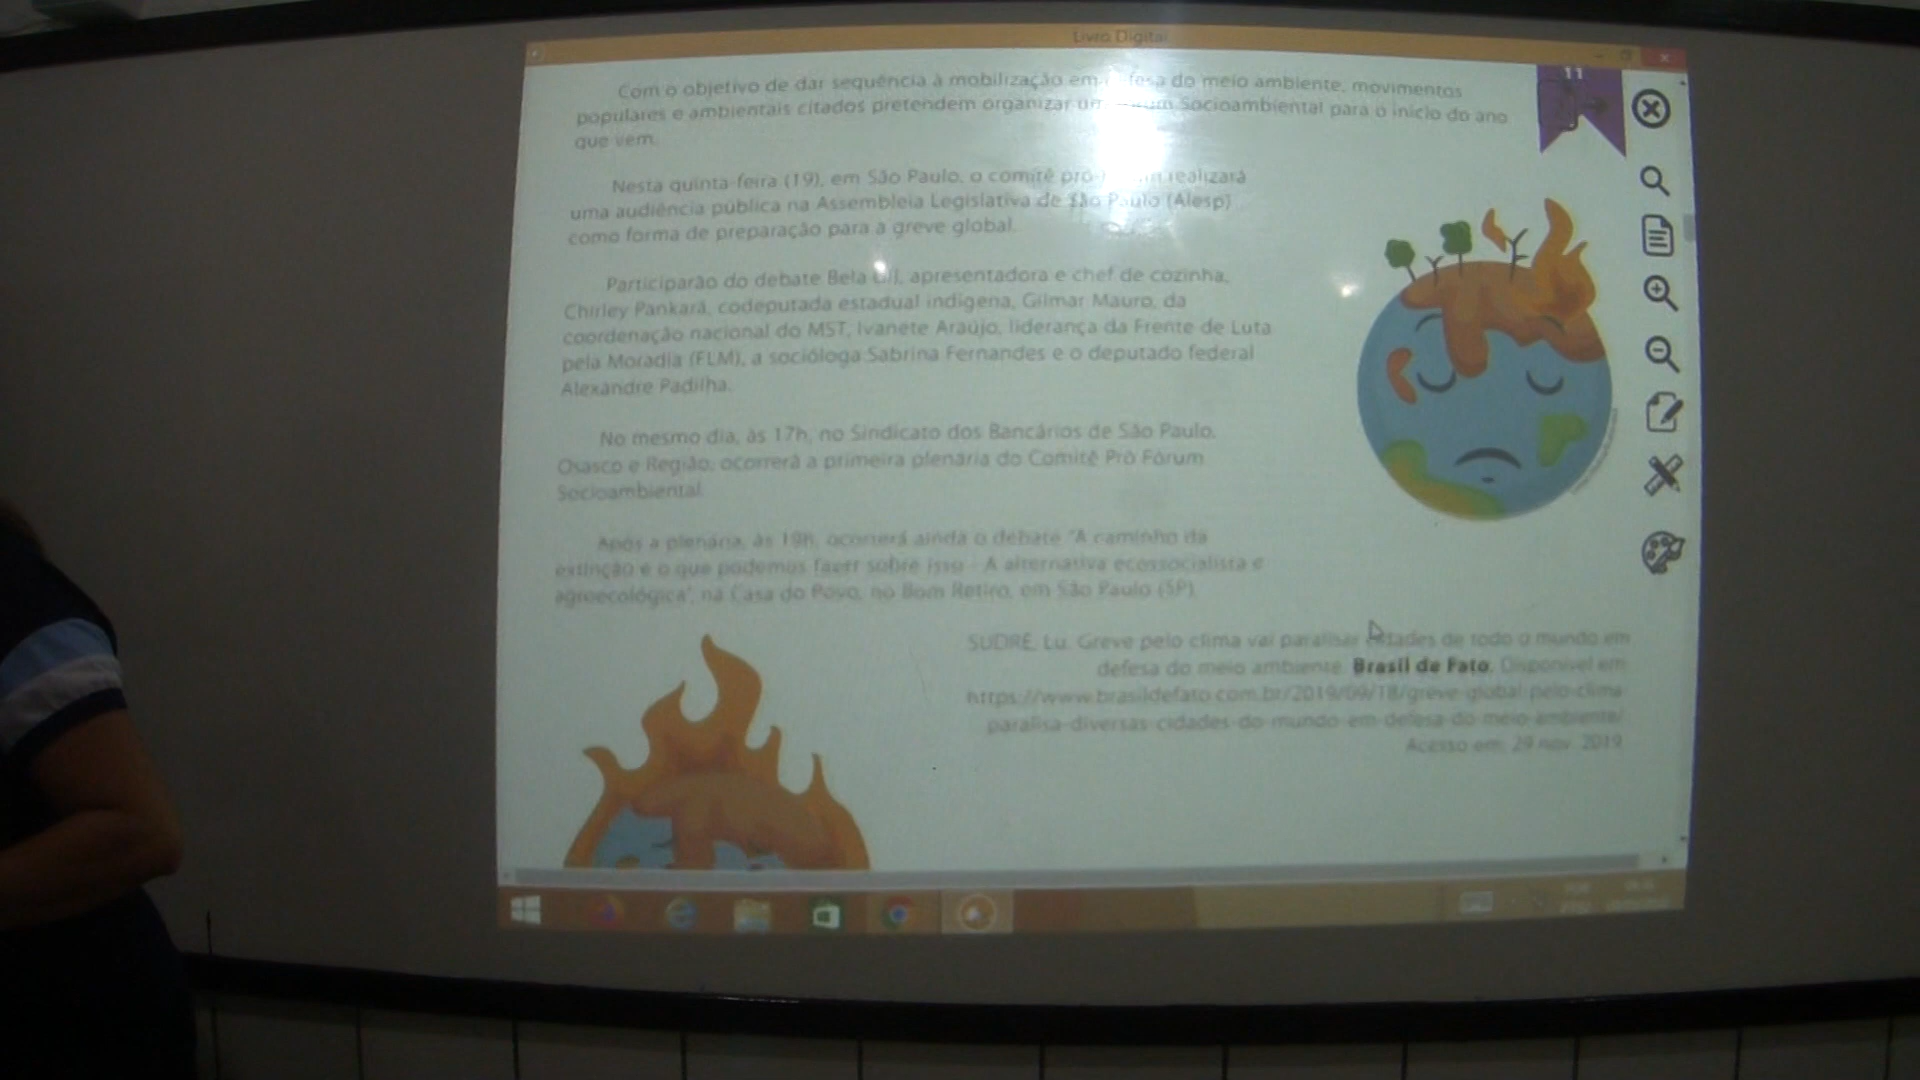 Livro Digital
11
Com o objetivo de dar sequência à mobilização em do meio ambiente, movimentos
populares e ambientais citados pretendem organizar um Socioambiental para o início do ano
que vem.
Nesta quinta-feira (19), em São Paulo, o comitê pró- realizará
uma audiência pública na Assembleia Legislativa de São Paulo (Alesp)
como forma de preparação para a greve global.
Participarão do debate Bela Gil, apresentadora e chef de cozinha,
Chirley Pankará, codeputada estadual indígena, Gilmar Mauro, da
coordenação nacional do MST, Ivanete Araújo, liderança da Frente de Luta
pela Moradia (FLM), a socióloga Sabrina Fernandes e o deputado federal
Alexandre Padilha.
No mesmo dia, às 17h, no Sindicato dos Bancários de São Paulo,
Osasco e Região, ocorrerá a primeira plenária do Comitê Pró Fórum
Socioambiental.
Após a plenária, às 19h, ocorrerá ainda o debate "A caminho da
extinção e o que podemos fazer sobre isso - A alternativa ecossocialista e
agroecológica", na Casa do Povo, no Bom Retiro, em São Paulo (SP).
SUDRÉ, Lu. Greve pelo clima vai paralisar cidades de todo o mundo em
defesa do meio ambiente. Brasil de Fato. Disponível em:
https://www.brasildefato.com.br/2019/09/18/greve-global-pelo-clima-
paralisa-diversas-cidades-do-mundo-em-defesa-do-meio-ambiente/
Acesso em: 29 nov. 2019.